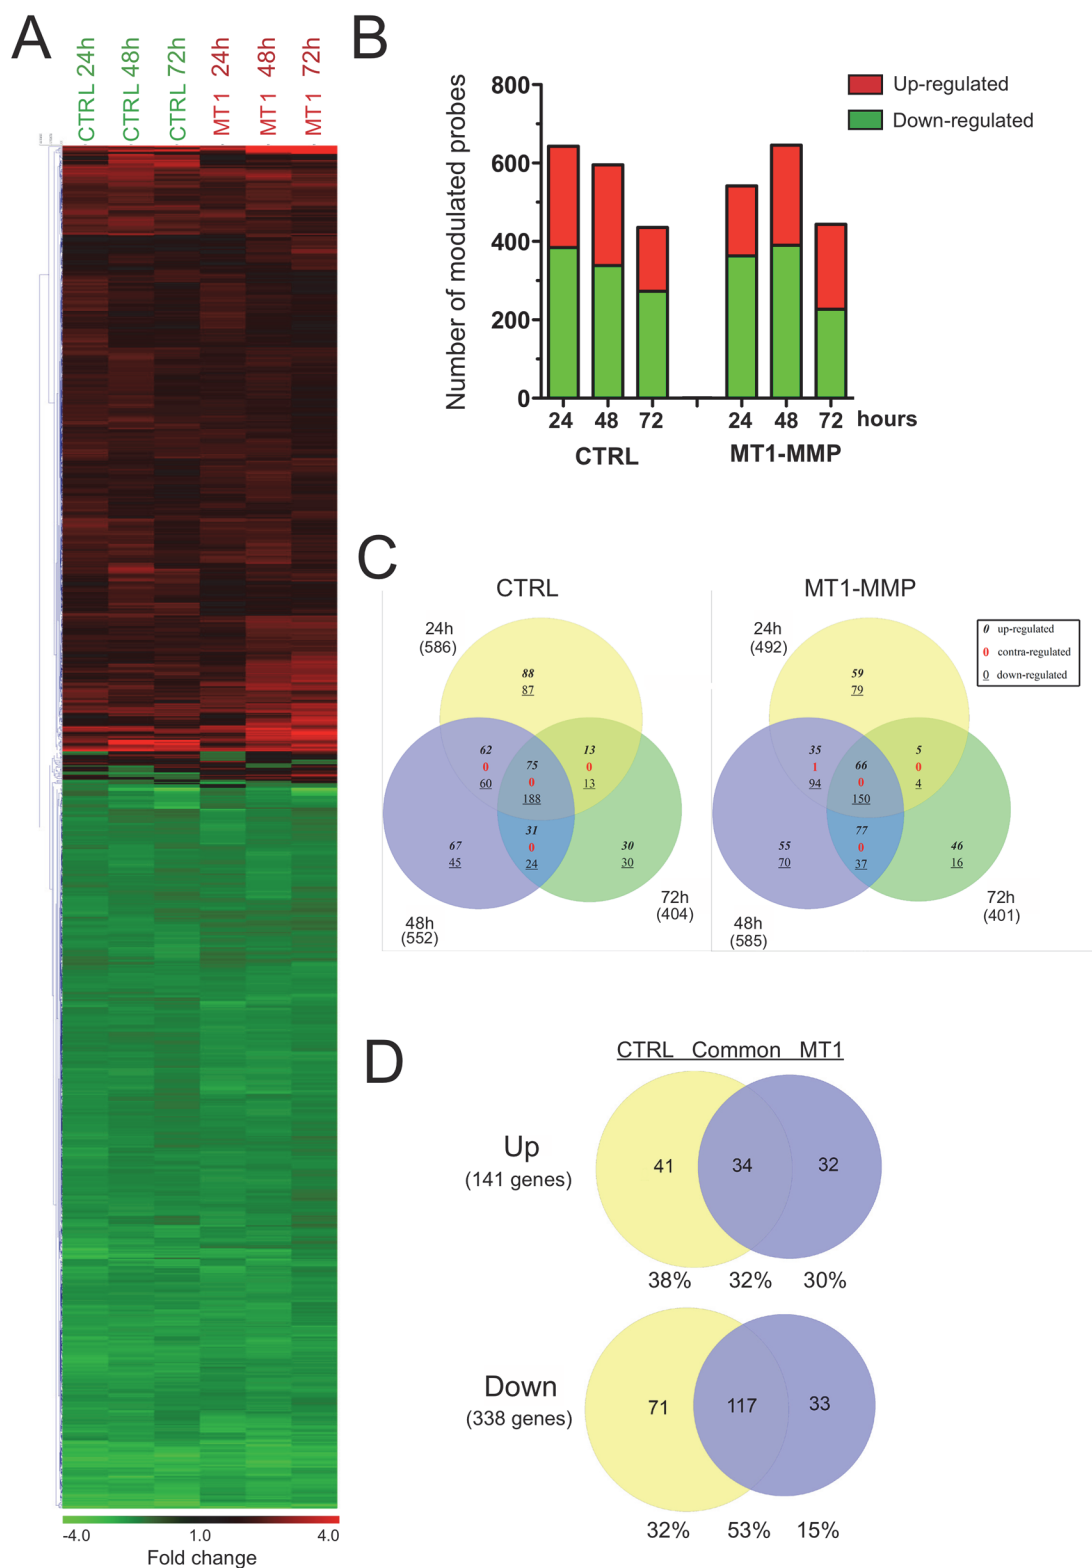 A
CTRL 24h
CTRL 48h
CTRL 72h
MT1 24h
MT1 48h
MT1 72h
-4.0 1.0 4.0
Fold change
B
Number of modulated probes
800
600
400
200
0
24 48 72 24 48 72 hours
CTRL MT1-MMP
Up-regulated
Down-regulated
C
CTRL
24h
(586)
88
87
62
0
60
75
0
188
13
0
13
31
0
24
67
45
30
30
48h
(552)
72h
(404)
MT1-MMP
24h
(492)
59
79
35
1
94
66
0
150
5
0
4
77
0
37
55
70
46
16
48h
(585)
72h
(401)
0 up-regulated
0 contra-regulated
0 down-regulated
D
CTRL Common MT1
Up
(141 genes)
41 34 32
38% 32% 30%
Down
(338 genes)
71 117 33
32% 53% 15%